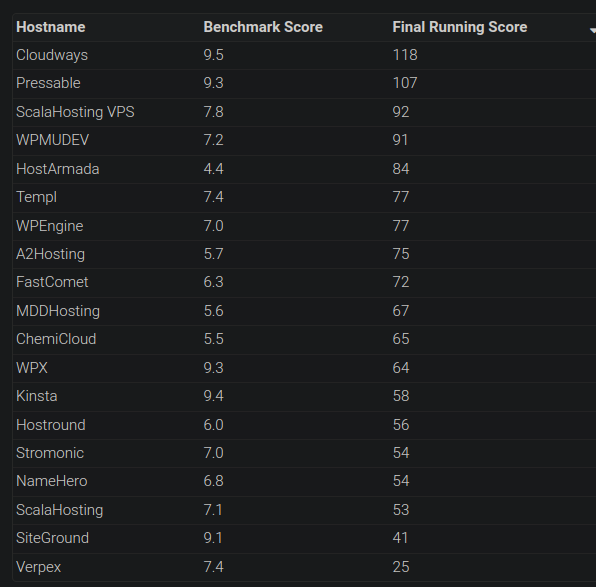 Hostname Benchmark Score Final Running Score
Cloudways 9.5 118
Pressable 9.3 107
ScalaHosting VPS 7.8 92
WPMUDEV 7.2 91
HostArmada 4.4 84
Templ 7.4 77
WPEngine 7.0 77
A2Hosting 5.7 75
FastComet 6.3 72
MDDHosting 5.6 67
ChemiCloud 5.5 65
WPX 9.3 64
Kinsta 9.4 58
Hostround 6.0 56
Stromonic 7.0 54
NameHero 6.8 54
ScalaHosting 7.1 53
SiteGround 9.1 41
Verpex 7.4 25